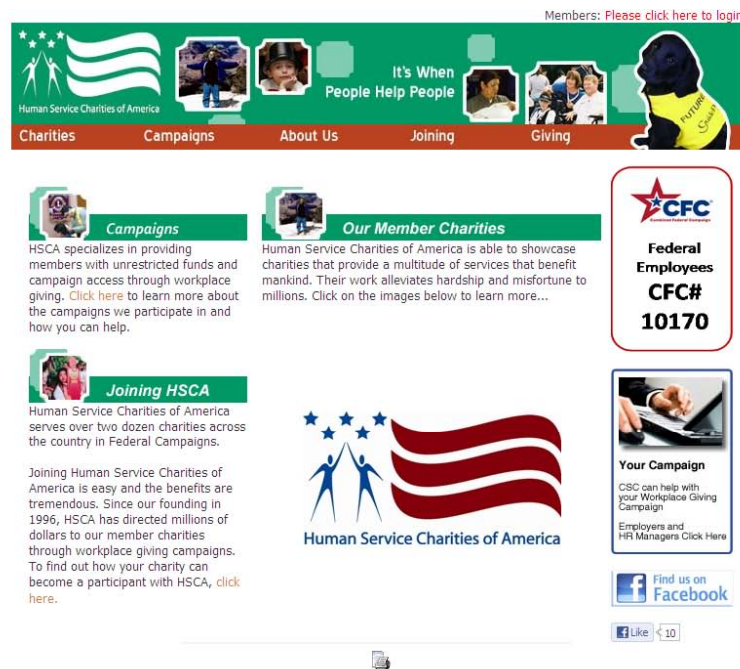 Members: Please click here to login
Human Service Charities of America
It's When
People Help People
FUTURE
Charities
Campaigns
About Us
Joining
Giving
Campaigns
HSCA specializes in providing
members with unrestricted funds and
campaign access through workplace
giving. Click here to learn more about
the campaigns we participate in and
how you can help.
Our Member Charities
Human Service Charities of America is able to showcase
charities that provide a multitude of services that benefit
mankind. Their work alleviates hardship and misfortune to
millions. Click on the images below to learn more...
CFC
Combined Federal Campaign
Federal
Employees
CFC#
10170
Joining HSCA
Human Service Charities of America
serves over two dozen charities across
the country in Federal Campaigns.
Joining Human Service Charities of
America is easy and the benefits are
tremendous. Since our founding in
1996, HSCA has directed millions of
dollars to our member charities
through workplace giving campaigns.
To find out how your charity can
become a participant with HSCA, click
here.
Human Service Charities of America
Your Campaign
CSC can help with
your Workplace Giving
Campaign
Employers and
HR Managers Click Here
Find us on
Facebook
Like
10